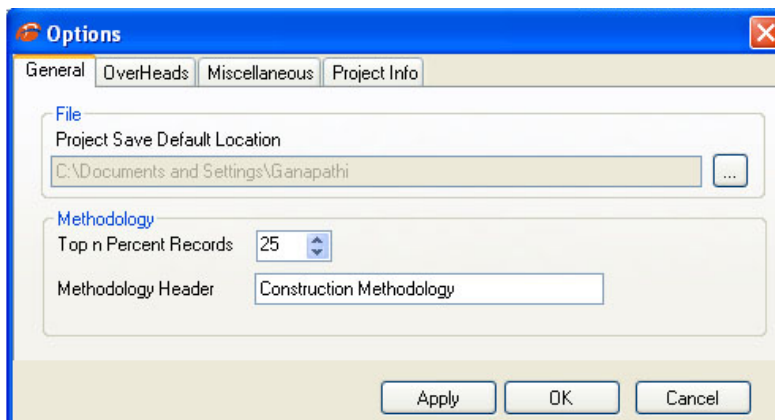 Options
General OverHeads Miscellaneous Project Info
File
Project Save Default Location
C:\Documents and Settings\Ganapathi
...
Methodology
Top n Percent Records 25
Methodology Header Construction Methodology
Apply OK Cancel